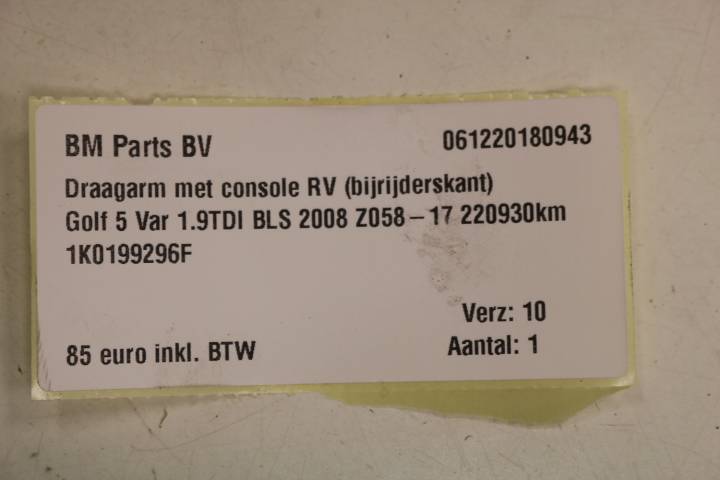 BM Parts BV 061220180943
Draagarm met console RV (bijrijderskant)
Golf 5 Var 1.9TDI BLS 2008 Z058-17 220930km
1K0199296F
Verz: 10
85 euro inkl. BTW Aantal: 1